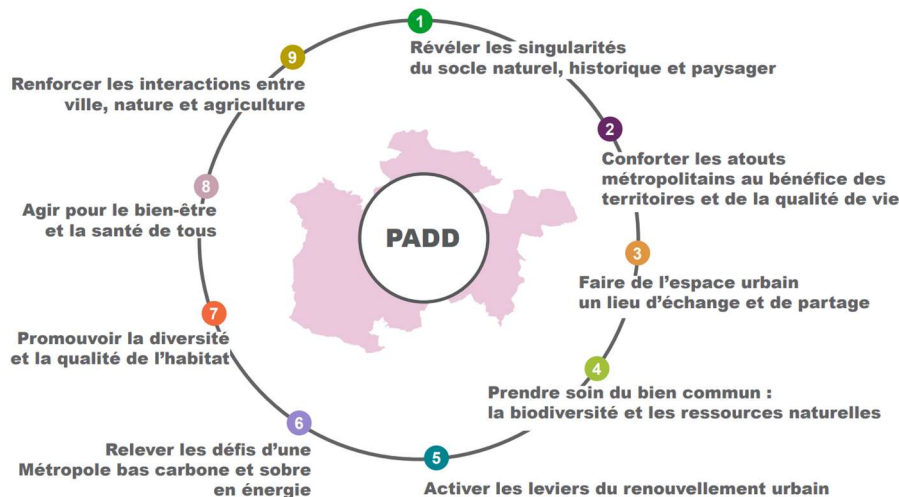 1
Révéler les singularités
du socle naturel, historique et paysager
2
Conforter les atouts
métropolitains au bénéfice des
territoires et de la qualité de vie
3
Faire de l’espace urbain
un lieu d’échange et de partage
4
Prendre soin du bien commun :
la biodiversité et les ressources naturelles
5
Activer les leviers du renouvellement urbain
6
Relever les défis d’une
Métropole bas carbone et sobre
en énergie
7
Promouvoir la diversité
et la qualité de l’habitat
8
Agir pour le bien-être
et la santé de tous
9
Renforcer les interactions entre
ville, nature et agriculture
PADD